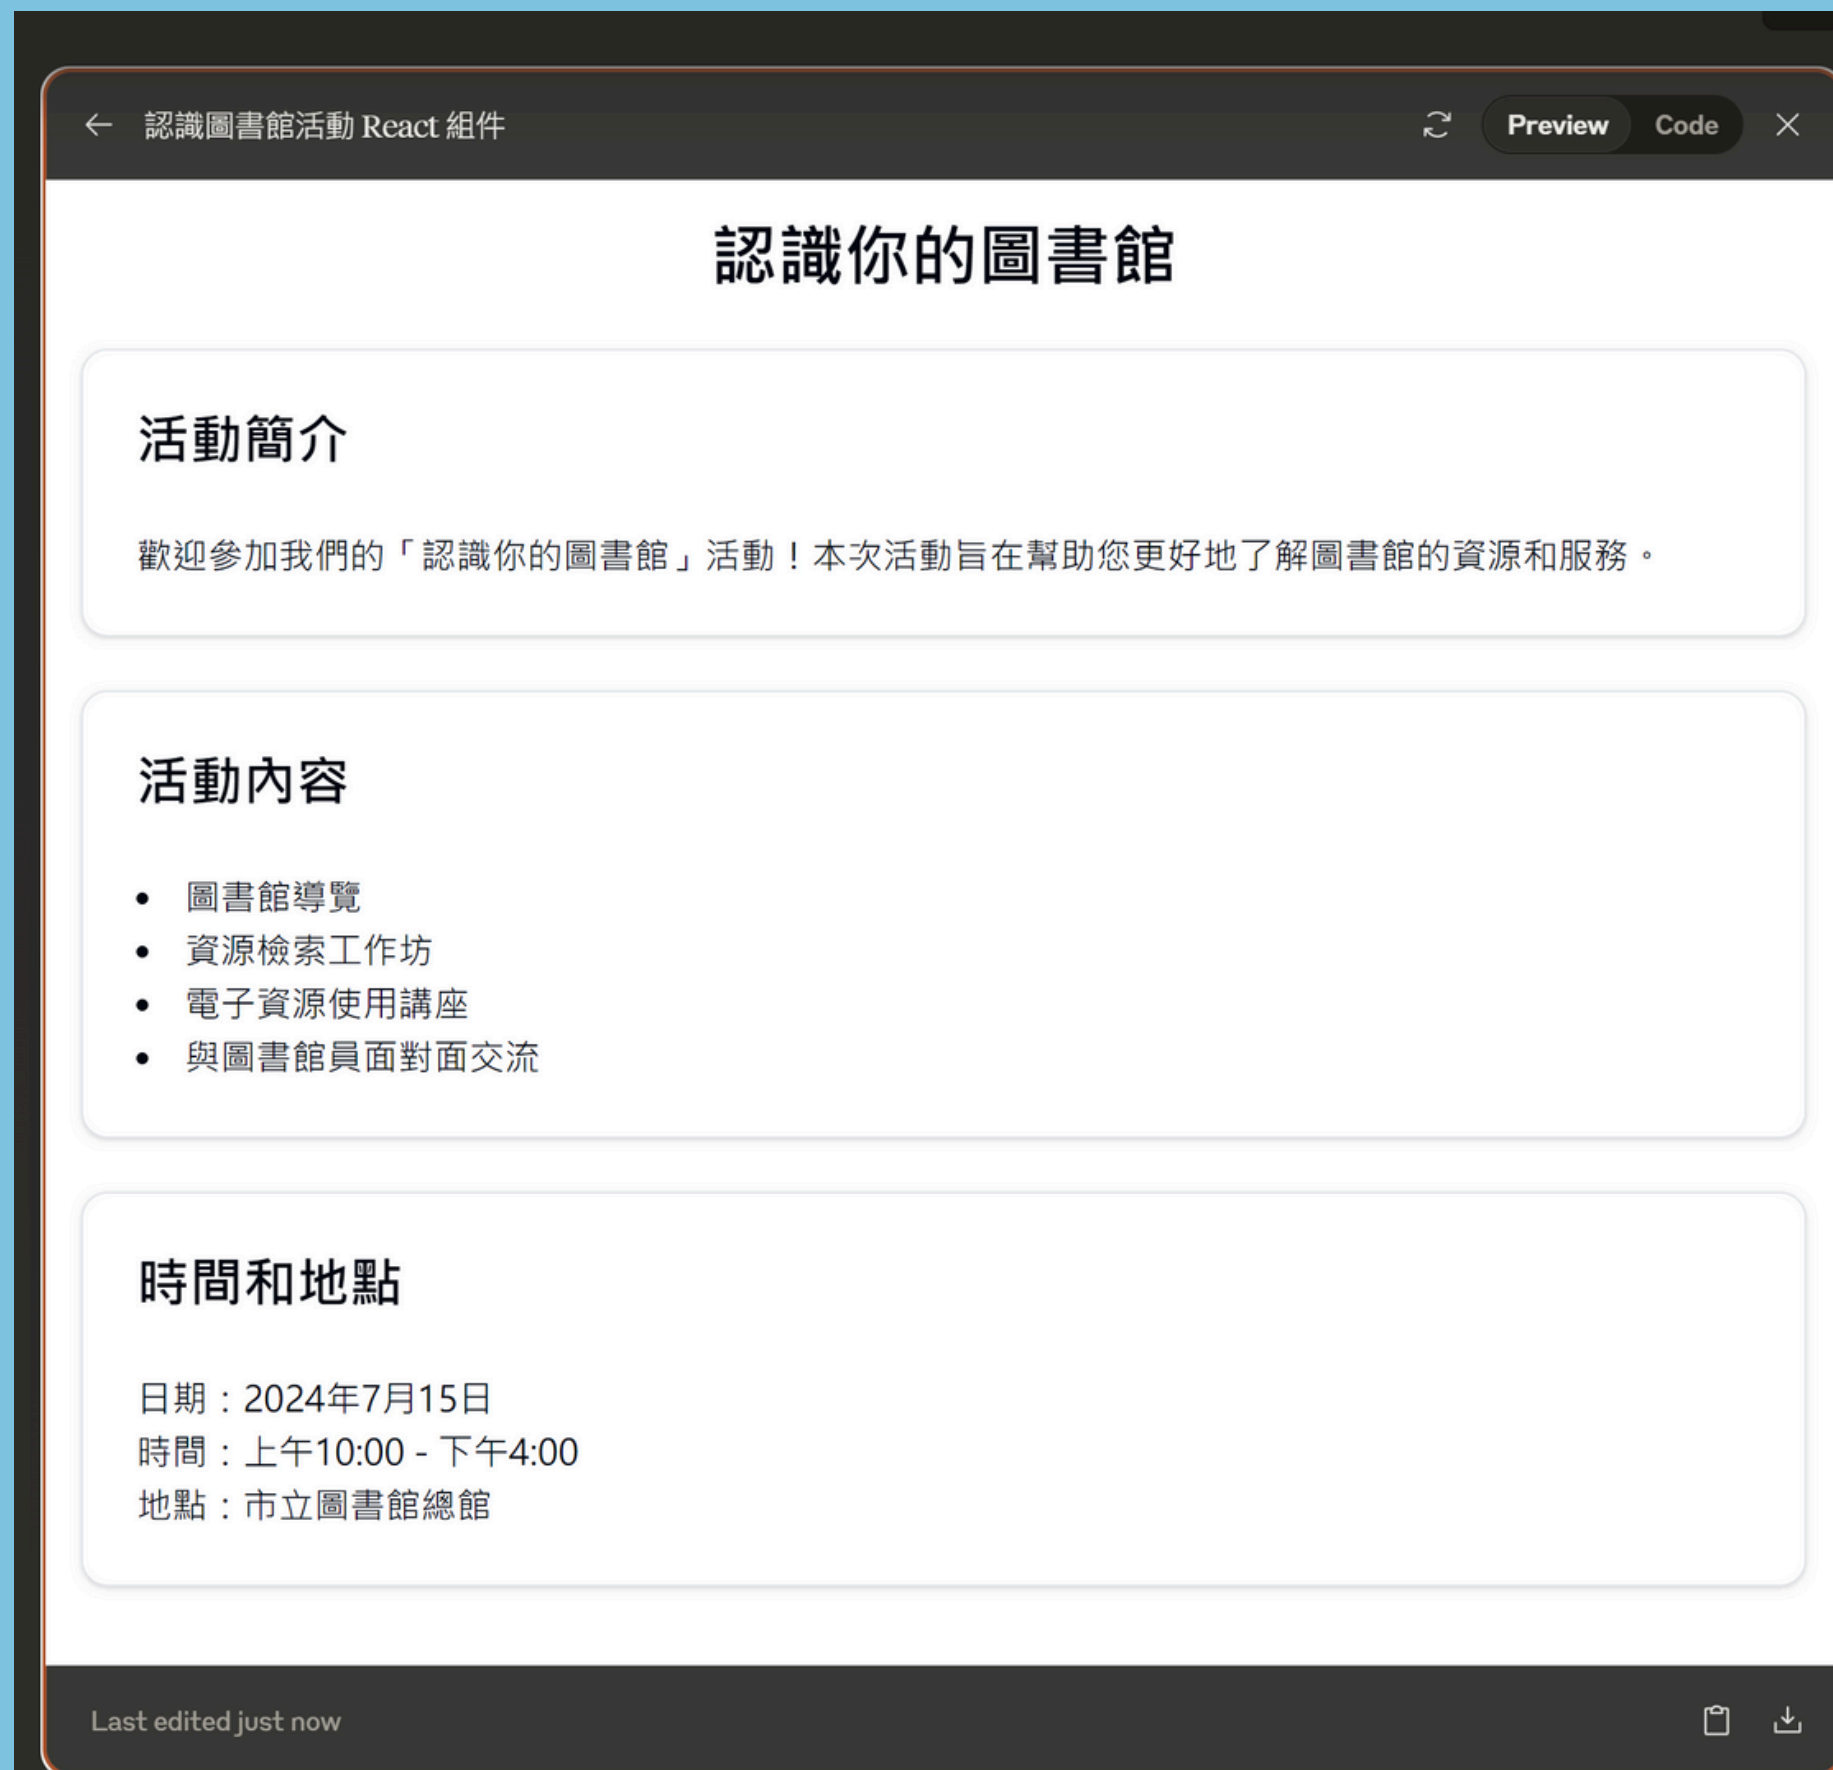 認識圖書館活動 React 組件
Preview Code
認識你的圖書館
活動簡介
歡迎參加我們的「認識你的圖書館」活動！本次活動旨在幫助您更好地了解圖書館的資源和服務。
活動內容
• 圖書館導覽
• 資源檢索工作坊
• 電子資源使用講座
• 與圖書館員面對面交流
時間和地點
日期：2024年7月15日
時間：上午10:00 - 下午4:00
地點：市立圖書館總館
Last edited just now